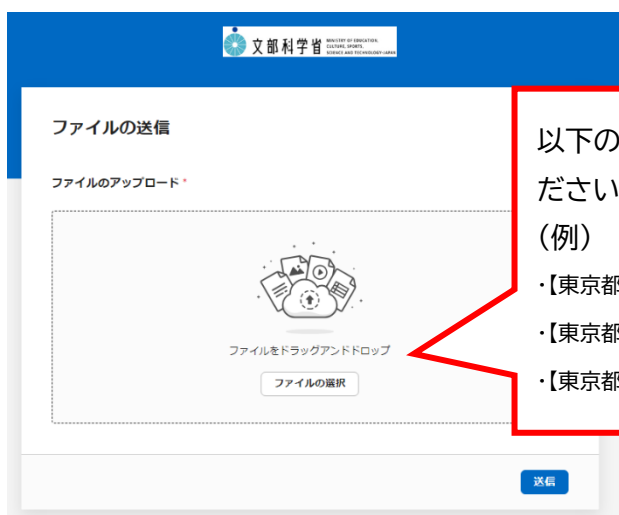 文部科学省
MINISTRY OF EDUCATION,
CULTURE, SPORTS,
SCIENCE AND TECHNOLOGY-JAPAN
ファイルの送信
ファイルのアップロード *
ファイルをドラッグアンドドロップ
ファイルの選択
送信
以下の
ださい
（例）
・【東京都
・【東京都
・【東京都